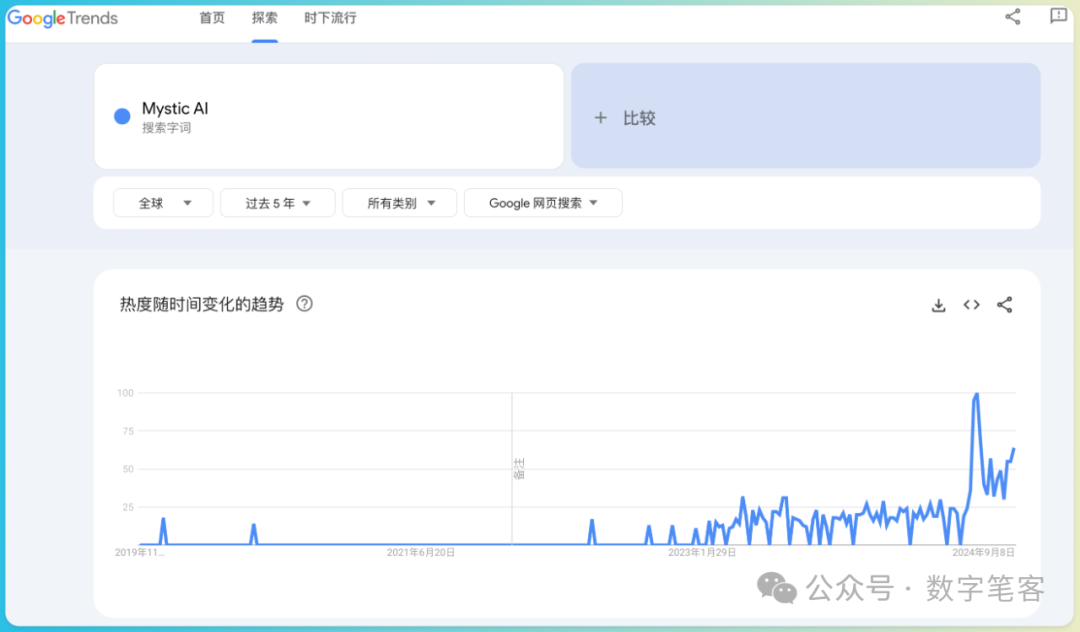 Google Trends 首页 探索 时下流行
Mystic AI
搜索字词
+ 比较
全球 过去 5 年 所有类别 Google 网页搜索
热度随时间变化的趋势
100
75
50
25
备注
2019年11... 2021年6月20日 2023年1月29日 2024年9月8日
公众号 · 数字笔客